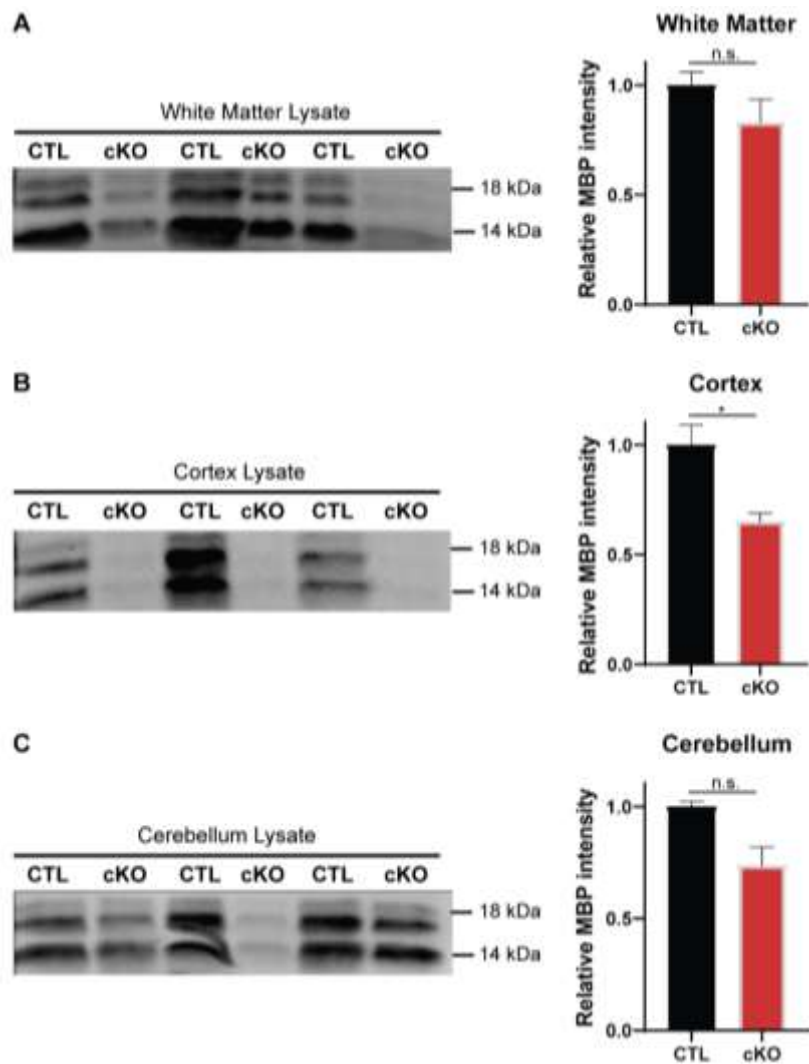 A
White Matter Lysate
CTL cKO CTL cKO CTL cKO
18 kDa
14 kDa
White Matter
n.s.
Relative MBP intensity
1.0
0.5
0.0
CTL cKO
B
Cortex Lysate
CTL cKO CTL cKO CTL cKO
18 kDa
14 kDa
Cortex
*
Relative MBP intensity
1.0
0.5
0.0
CTL cKO
C
Cerebellum Lysate
CTL cKO CTL cKO CTL cKO
18 kDa
14 kDa
Cerebellum
n.s.
Relative MBP intensity
1.0
0.5
0.0
CTL cKO